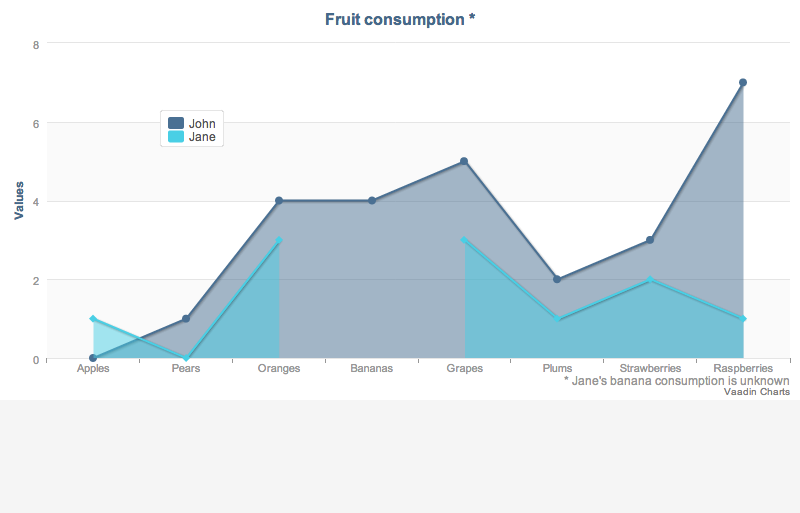 Fruit consumption *
8
6
4
2
0
Values
John
Jane
Apples Pears Oranges Bananas Grapes Plums Strawberries Raspberries
* Jane's banana consumption is unknown
Vaadin Charts